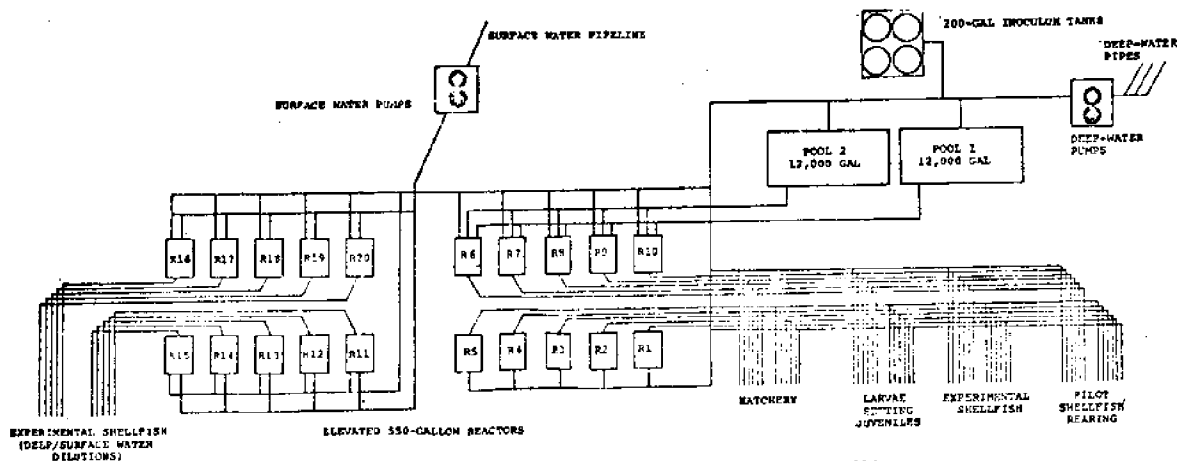 200-GAL INOCULUM TANKS
SURFACE WATER PIPELINE
DEEP-WATER
PIPES
SURFACE WATER PUMPS
DEEP-WATER
PUMPS
POOL 2
12,000 GAL
POOL 1
12,000 GAL
R16 R17 R18 R19 R20 R6 R7 R8 R9 R10
R15 R14 R13 R12 R11 R5 R4 R3 R2 R1
HATCHERY
LARVAE
SETTING
JUVENILES
EXPERIMENTAL
SHELLFISH
PILOT
SHELLFISH
REARING
EXPERIMENTAL SHELLFISH
(DEEP/SURFACE WATER
DILUTIONS)
ELEVATED 550-GALLON REACTORS